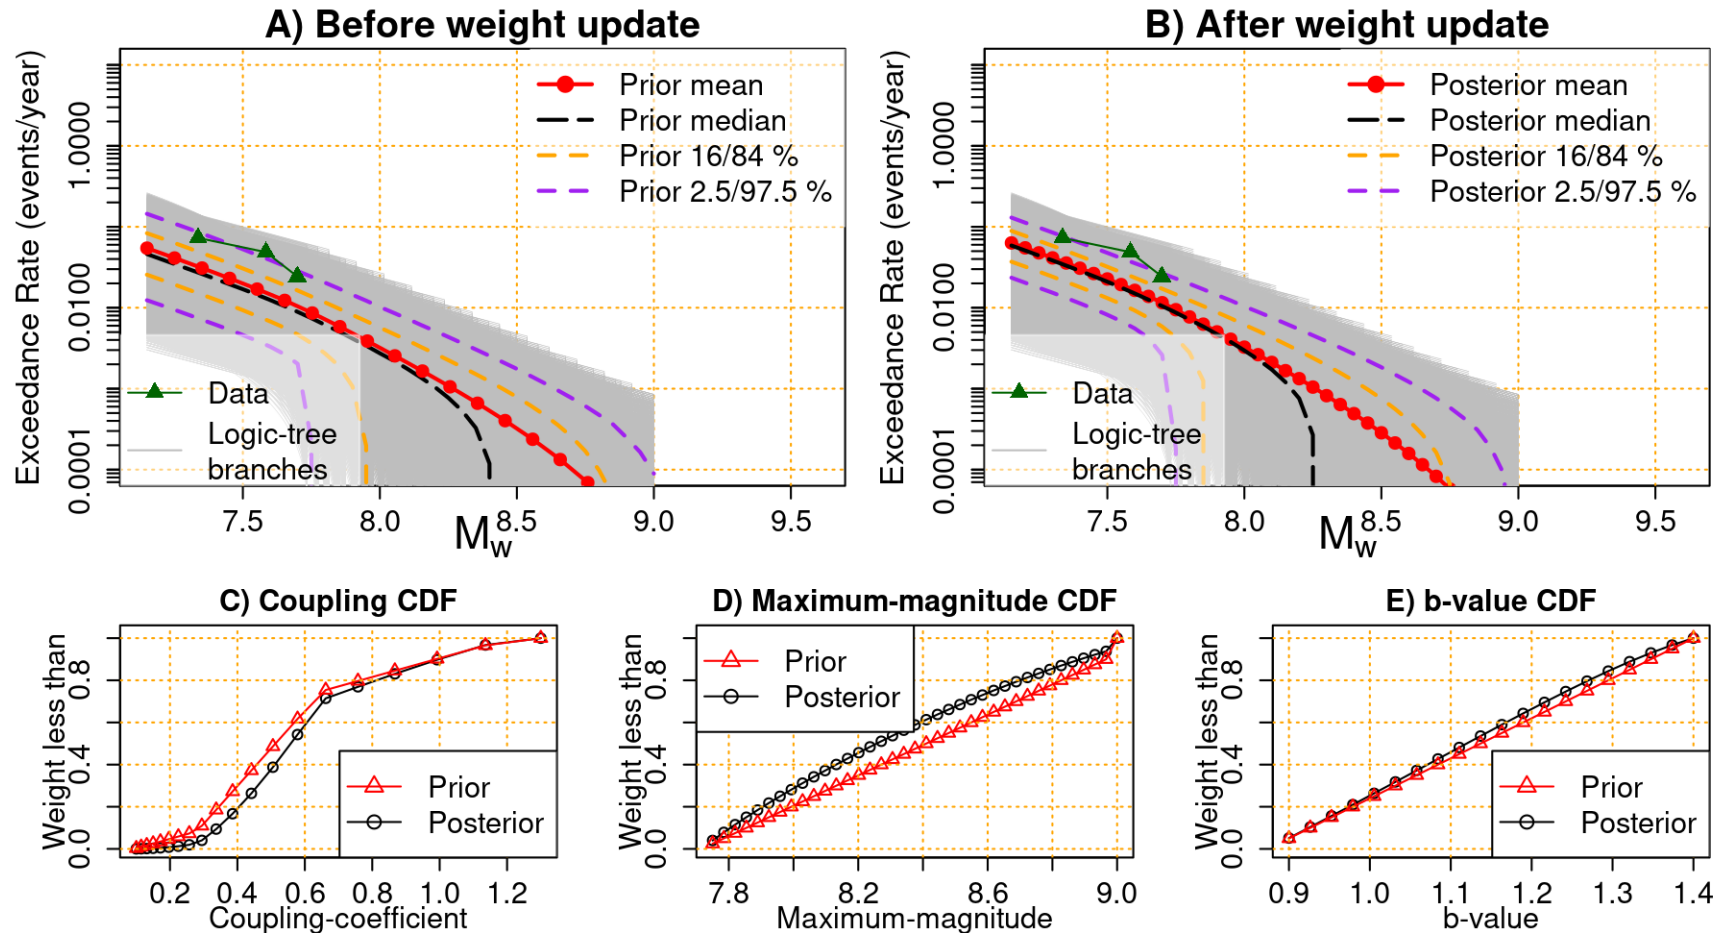 A) Before weight update
Exceedance Rate (events/year)
1.0000
0.0100
0.0001
Prior mean
Prior median
Prior 16/84 %
Prior 2.5/97.5 %
Data
Logic-tree
branches
7.5 8.0 8.5 9.0 9.5
Mw
B) After weight update
Exceedance Rate (events/year)
1.0000
0.0100
0.0001
Posterior mean
Posterior median
Posterior 16/84 %
Posterior 2.5/97.5 %
Data
Logic-tree
branches
7.5 8.0 8.5 9.0 9.5
Mw
C) Coupling CDF
Weight less than
0.8
0.4
0.0
Prior
Posterior
0.2 0.4 0.6 0.8 1.0 1.2
Coupling-coefficient
D) Maximum-magnitude CDF
Weight less than
0.8
0.4
0.0
Prior
Posterior
7.8 8.2 8.6 9.0
Maximum-magnitude
E) b-value CDF
Weight less than
0.8
0.4
0.0
Prior
Posterior
0.9 1.0 1.1 1.2 1.3 1.4
b-value